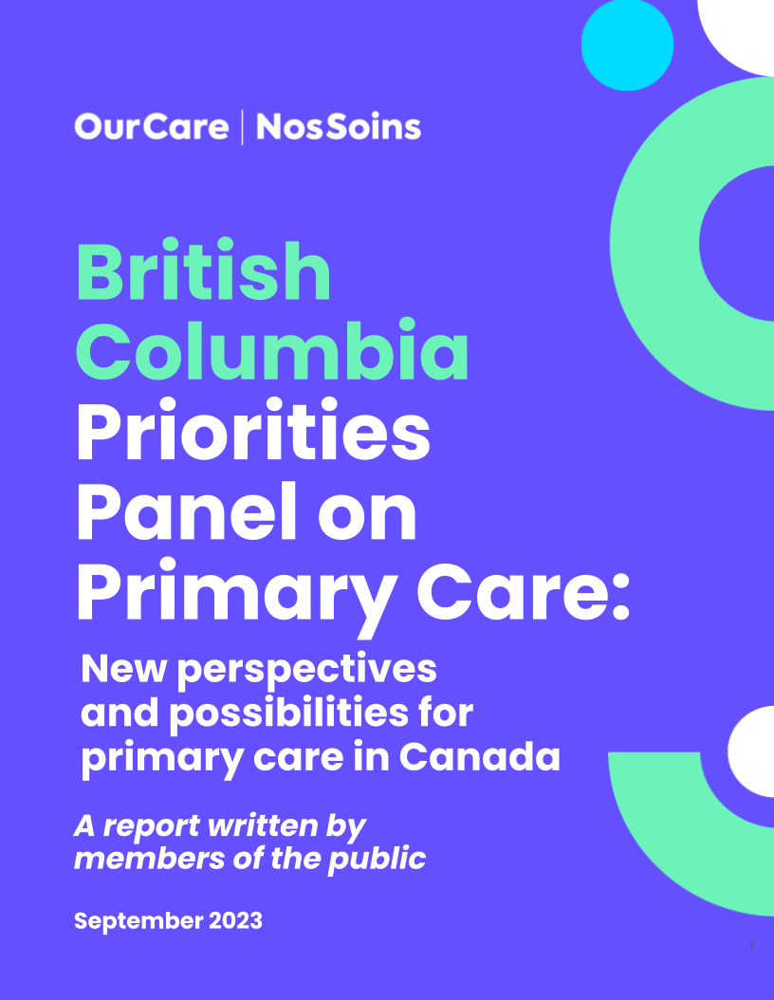 OurCare | NosSoins
British
Columbia
Priorities
Panel on
Primary Care:
New perspectives
and possibilities for
primary care in Canada
A report written by
members of the public
September 2023
1